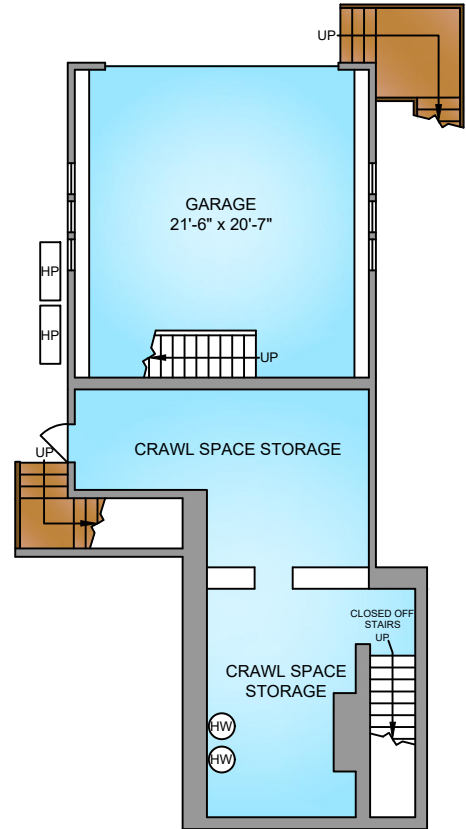 UP
GARAGE
21'-6" x 20'-7"
HP
HP
UP
CRAWL SPACE STORAGE
UP
CLOSED OFF
STAIRS
UP
CRAWL SPACE
STORAGE
HW
HW